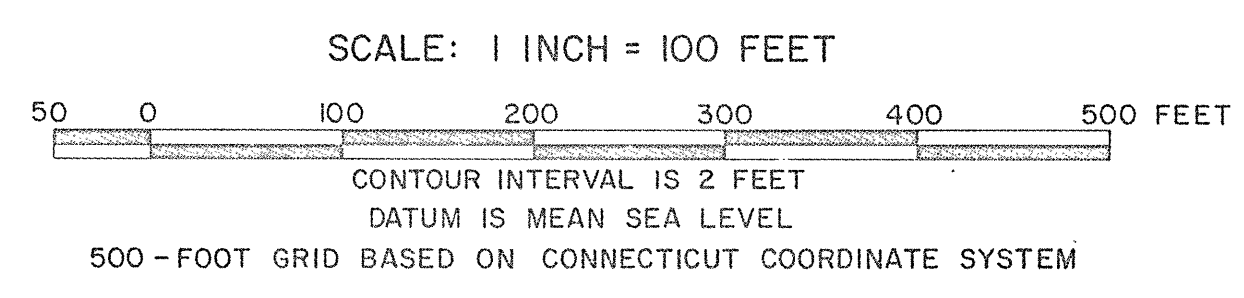 SCALE: 1 INCH = 100 FEET
50 0 100 200 300 400 500 FEET
CONTOUR INTERVAL IS 2 FEET
DATUM IS MEAN SEA LEVEL
500-FOOT GRID BASED ON CONNECTICUT COORDINATE SYSTEM